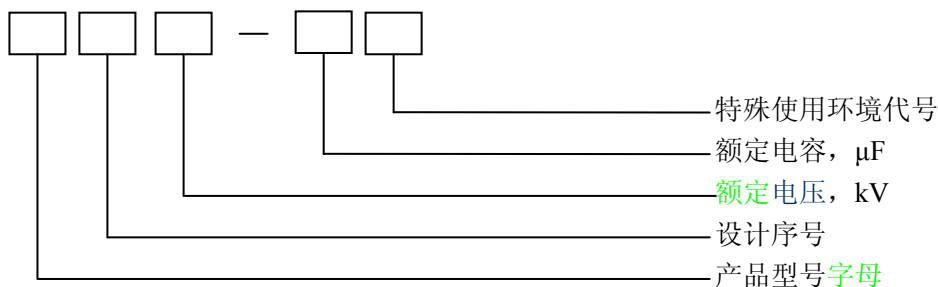 —
特殊使用环境代号
额定电容，μF
额定电压，kV
设计序号
产品型号字母